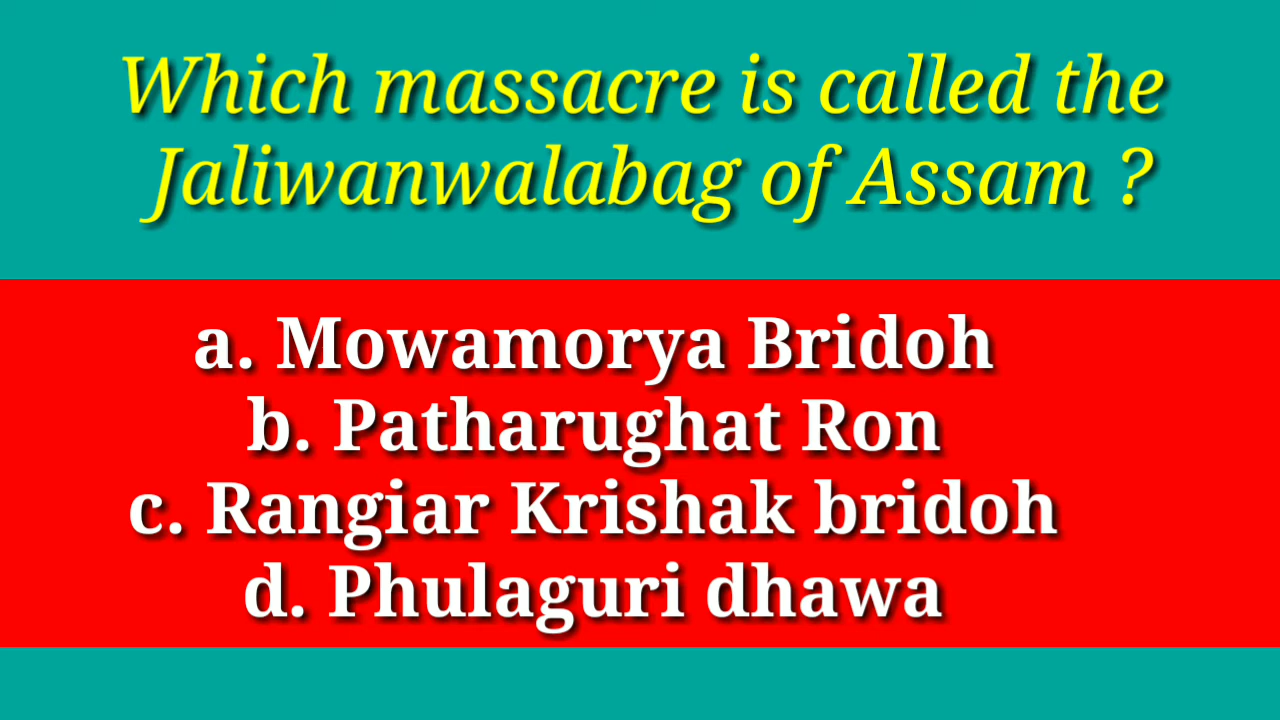 Which massacre is called the
Jaliwanwalabag of Assam ?
a. Mowamorya Bridoh
b. Patharughat Ron
c. Rangiar Krishak bridoh
d. Phulaguri dhawa